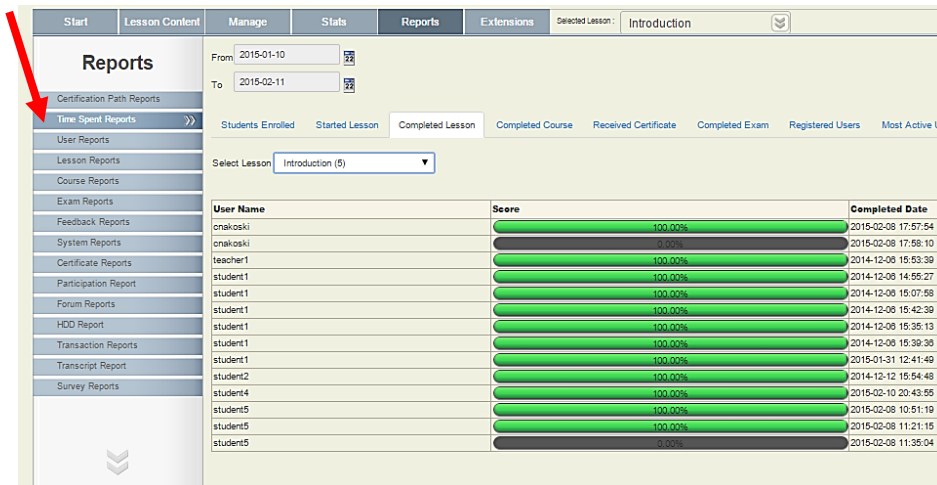 Start Lesson Content Manage Stats Reports Extensions Selected Lesson : Introduction
Reports
Certification Path Reports
Time Spent Reports
User Reports
Lesson Reports
Course Reports
Exam Reports
Feedback Reports
System Reports
Certificate Reports
Participation Report
Forum Reports
HDD Report
Transaction Reports
Transcript Report
Survey Reports
From 2015-01-10 22
To 2015-02-11 22
Students Enrolled Started Lesson Completed Lesson Completed Course Received Certificate Completed Exam Registered Users Most Active U
Select Lesson Introduction (5)
User Name Score Completed Date
cnakoski 100.00% 2015-02-08 17:57:54
cnakoski 0.00% 2015-02-08 17:58:10
teacher1 100.00% 2014-12-06 15:53:39
student1 100.00% 2014-12-06 14:55:27
student1 100.00% 2014-12-06 15:07:58
student1 100.00% 2014-12-06 15:42:39
student1 100.00% 2014-12-06 15:35:13
student1 100.00% 2014-12-06 15:39:36
student1 100.00% 2015-01-31 12:41:49
student2 100.00% 2014-12-12 15:54:48
student4 100.00% 2015-02-10 20:43:55
student5 100.00% 2015-02-08 10:51:19
student5 100.00% 2015-02-08 11:21:15
student5 0.00% 2015-02-08 11:35:04